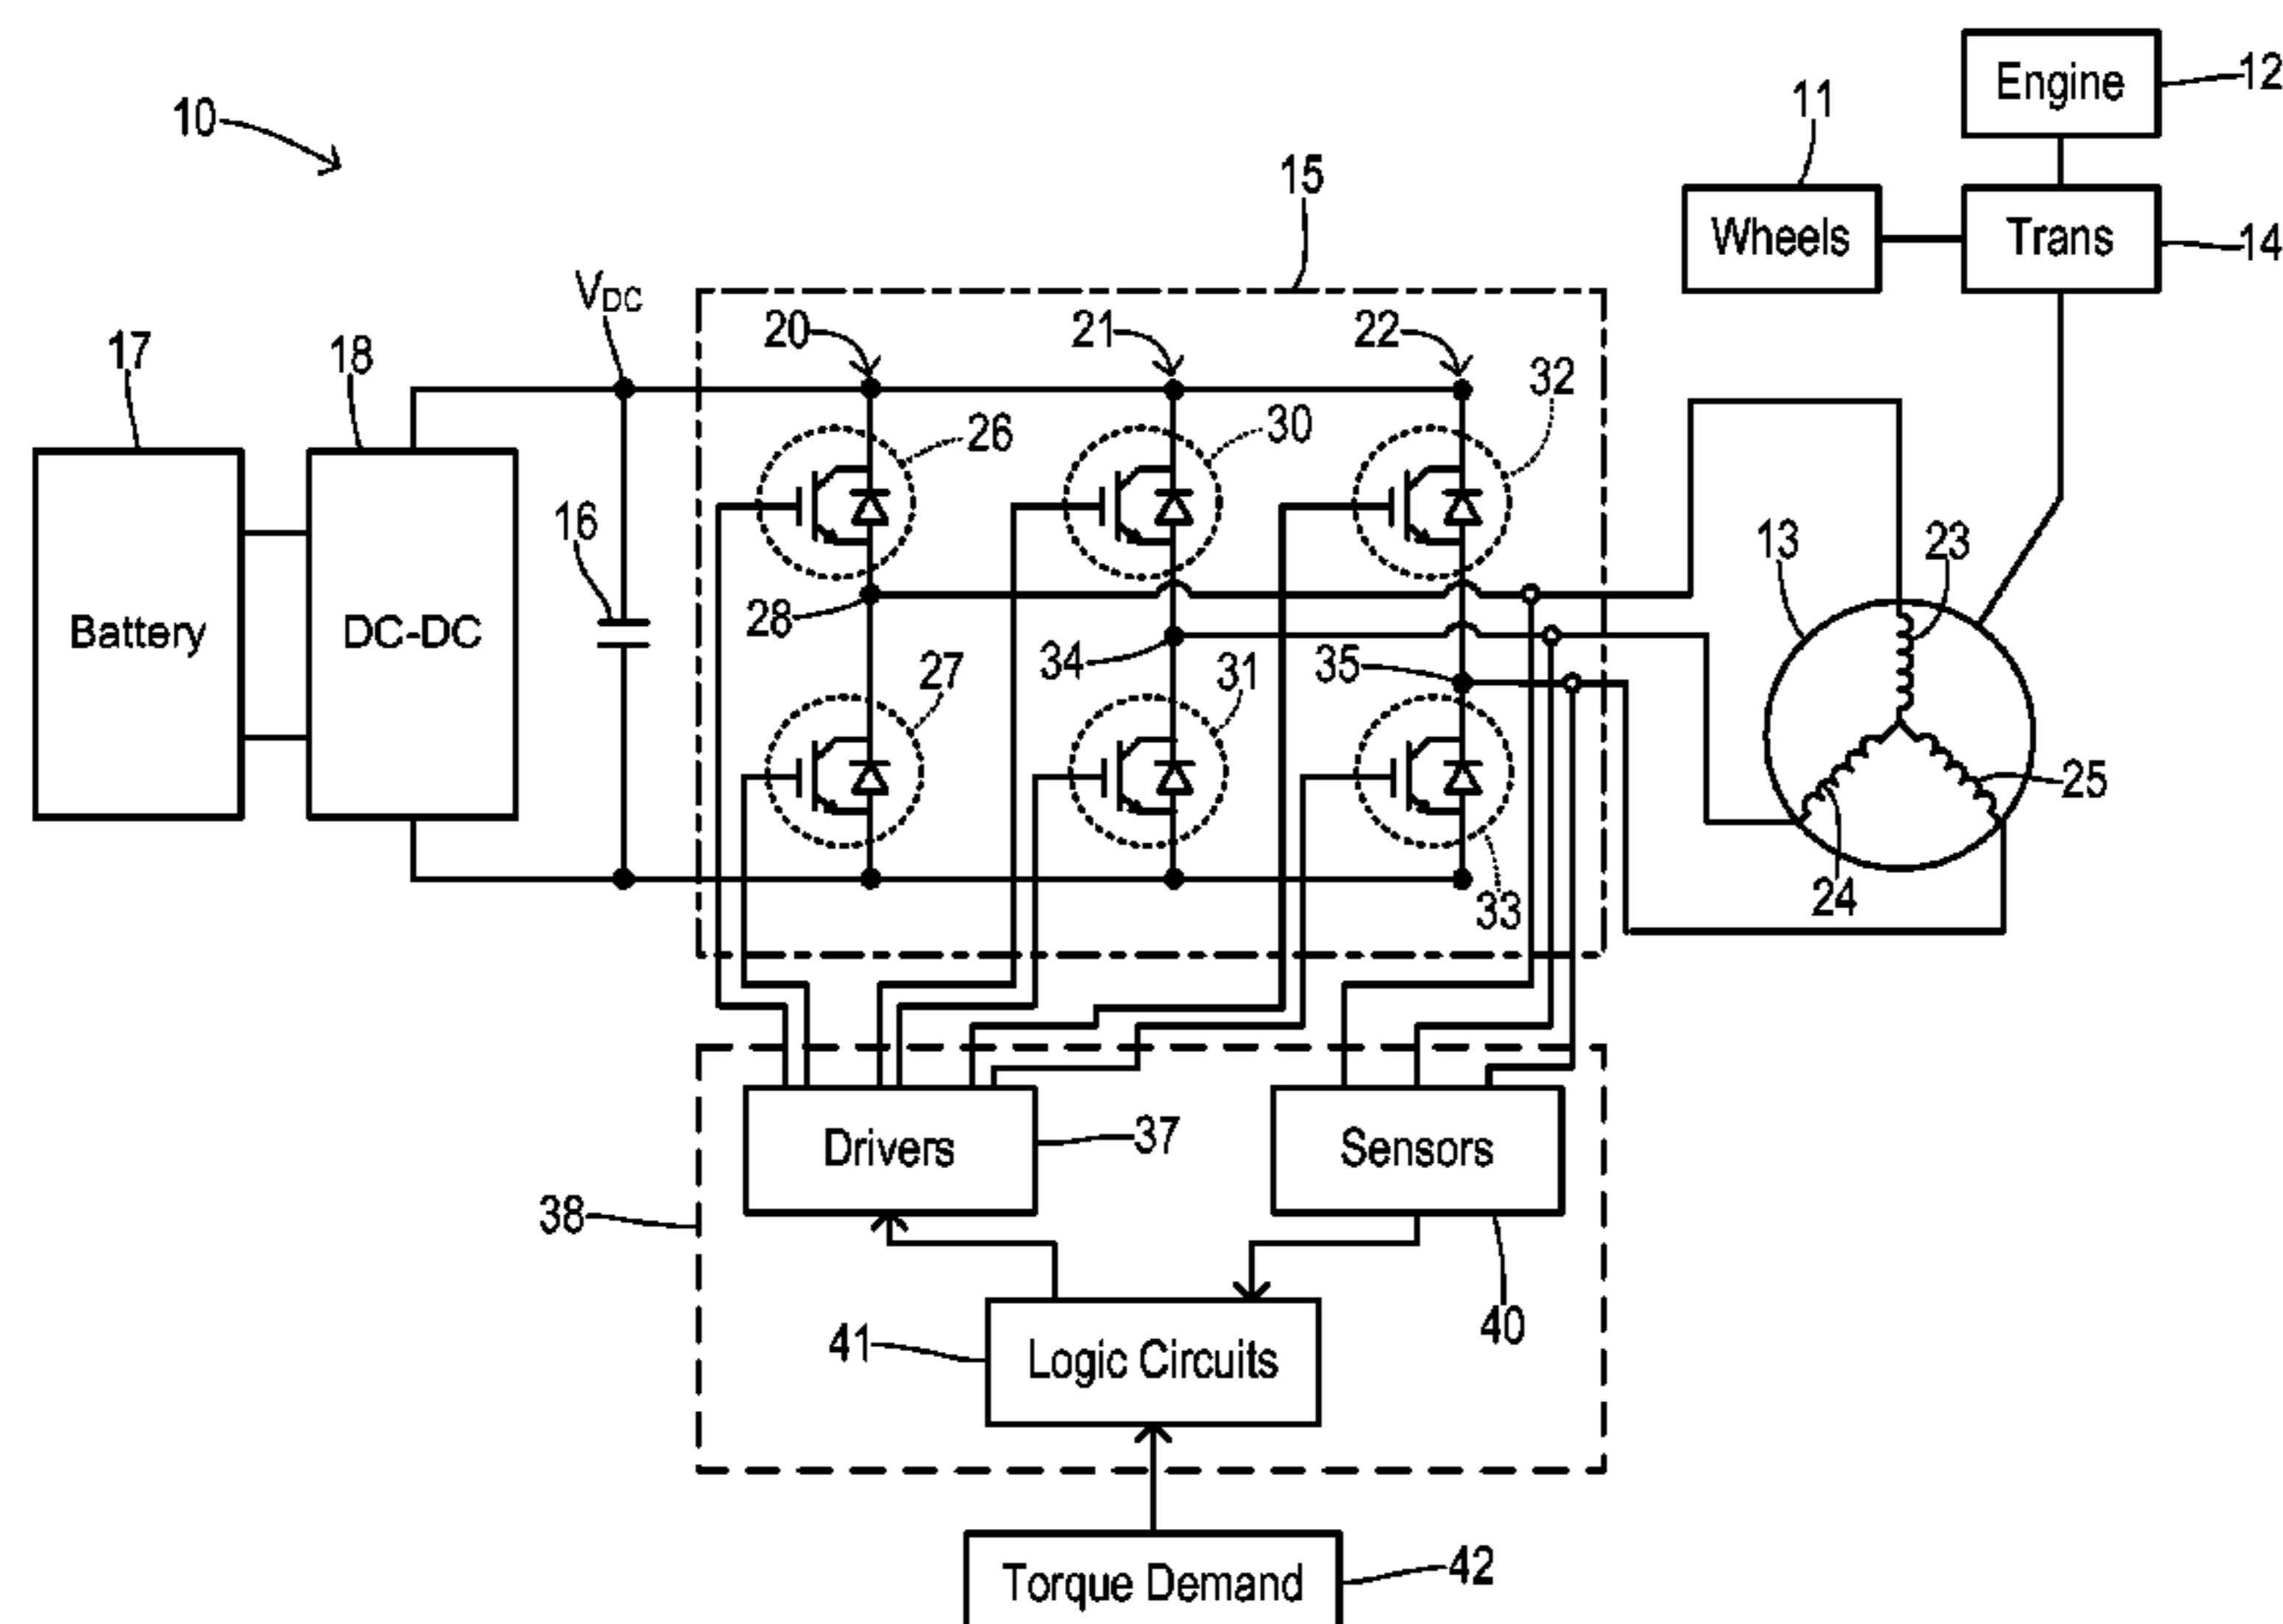 Engine
12
10
11
15
Wheels
Trans
14
VDC
20
21
22
17
18
32
26
30
16
13
23
Battery
DC-DC
28
34
35
27
31
25
24
33
Drivers
37
Sensors
38
40
41
Logic Circuits
Torque Demand
42